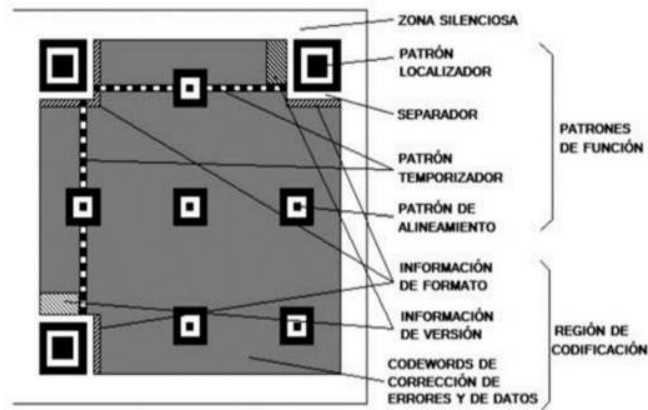 ZONA SILENCIOSA
PATRÓN
LOCALIZADOR
SEPARADOR
PATRONES
DE FUNCIÓN
PATRÓN
TEMPORIZADOR
PATRÓN DE
ALINEAMIENTO
INFORMACIÓN
DE FORMATO
INFORMACIÓN
DE VERSIÓN
REGIÓN DE
CODIFICACIÓN
CODEWORDS DE
CORRECCIÓN DE
ERRORES Y DE DATOS